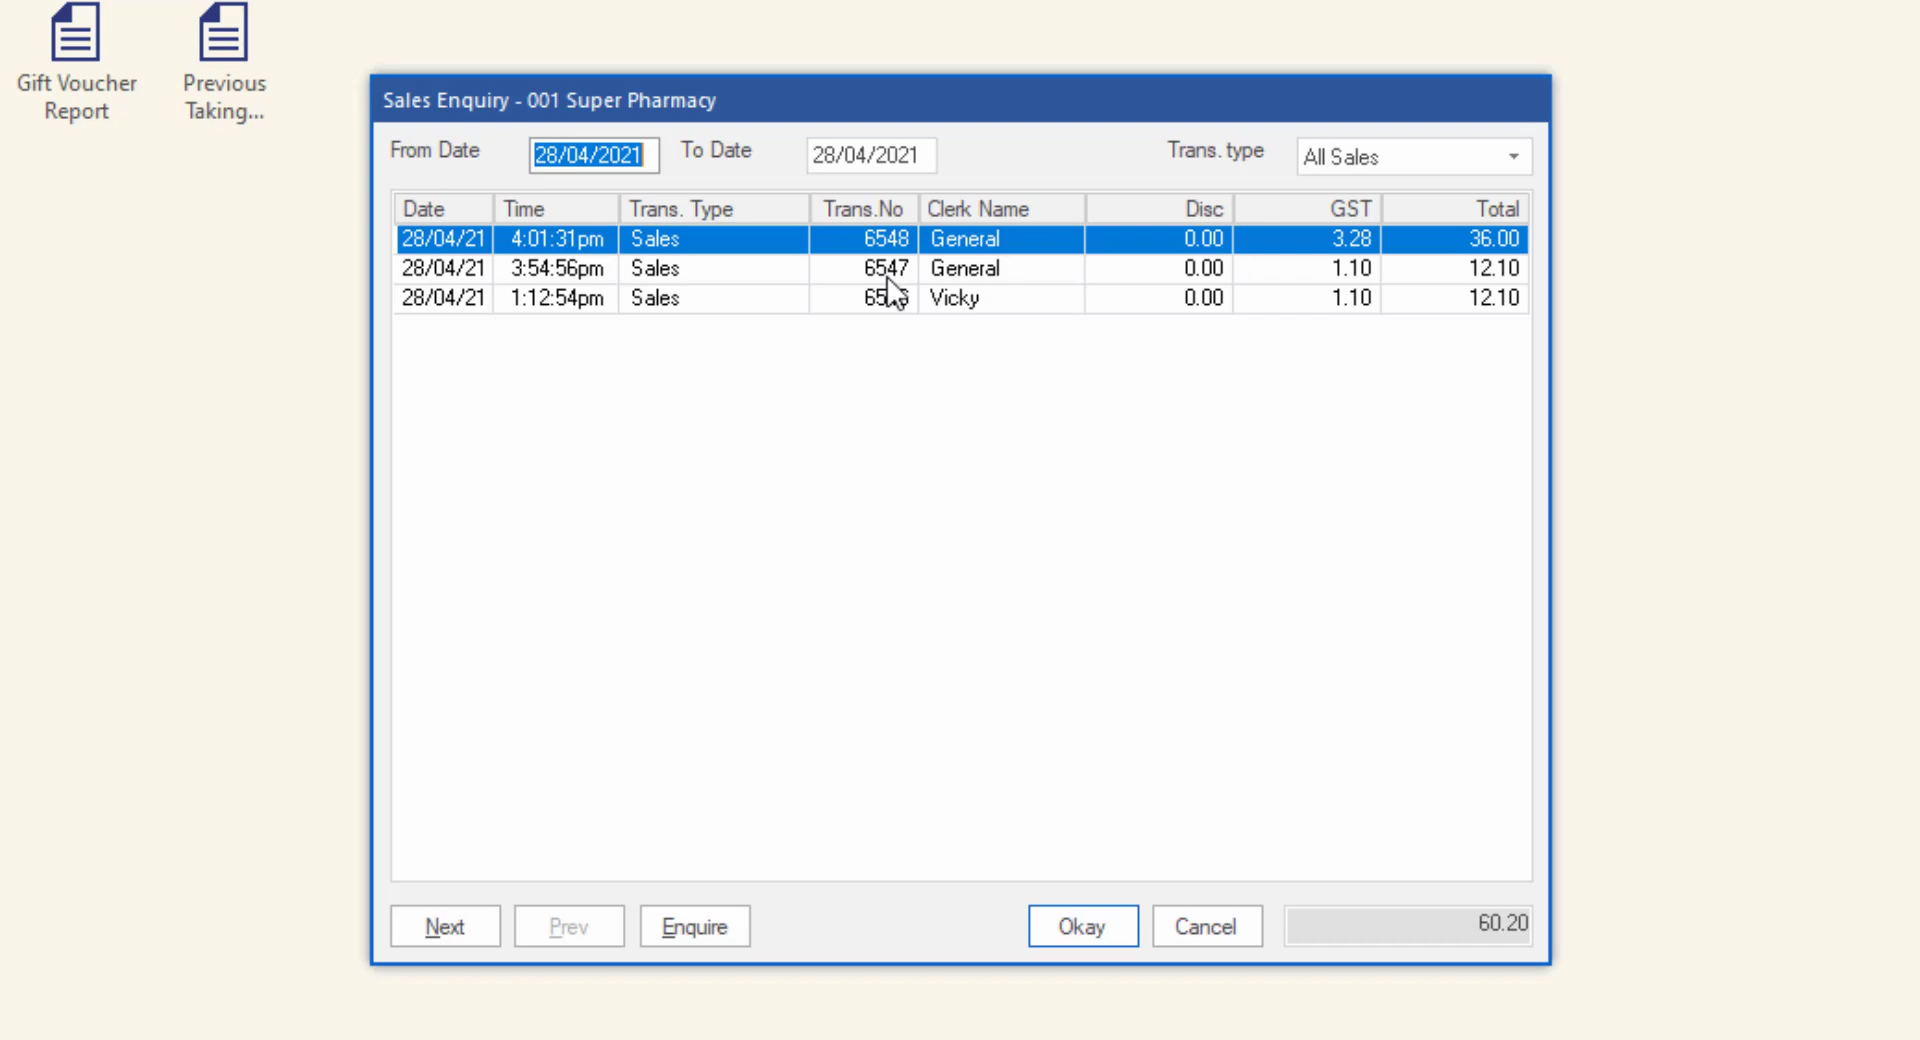 Gift Voucher Report
Previous Taking...
Sales Enquiry - 001 Super Pharmacy
From Date 28/04/2021 To Date 28/04/2021 Trans. type All Sales
Date Time Trans. Type Trans.No Clerk Name Disc GST Total
28/04/21 4:01:31pm Sales 6548 General 0.00 3.28 36.00
28/04/21 3:54:56pm Sales 6547 General 0.00 1.10 12.10
28/04/21 1:12:54pm Sales Vicky 0.00 1.10 12.10
Next Prev Enquire Okay Cancel 60.20